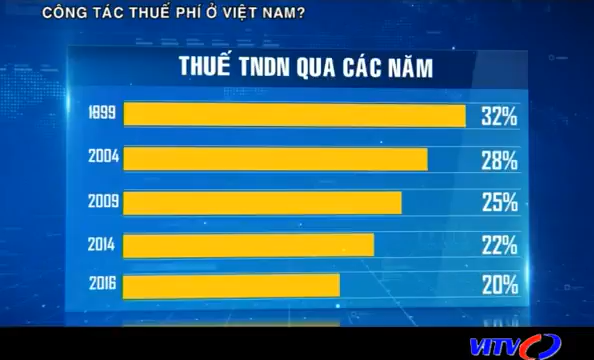 CÔNG TÁC THUẾ PHÍ Ở VIỆT NAM?
THUẾ TNDN QUA CÁC NĂM
1899 32%
2004 28%
2009 25%
2014 22%
2016 20%
VITV